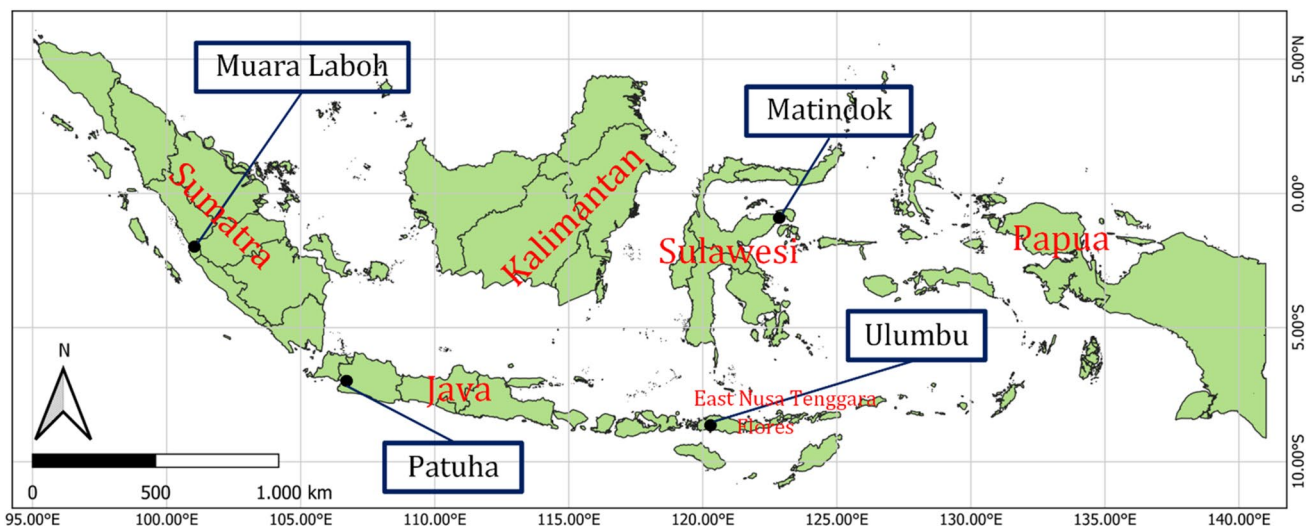 Muara Laboh
Matindok
Sumatra
Kalimantan
Sulawesi
Papua
Ulumbu
Java
East Nusa Tenggara
Flores
Patuha
N
0 500 1.000 km
5.00°N
0.00°
5.00°S
10.00°S
95.00°E 100.00°E 105.00°E 110.00°E 115.00°E 120.00°E 125.00°E 130.00°E 135.00°E 140.00°E